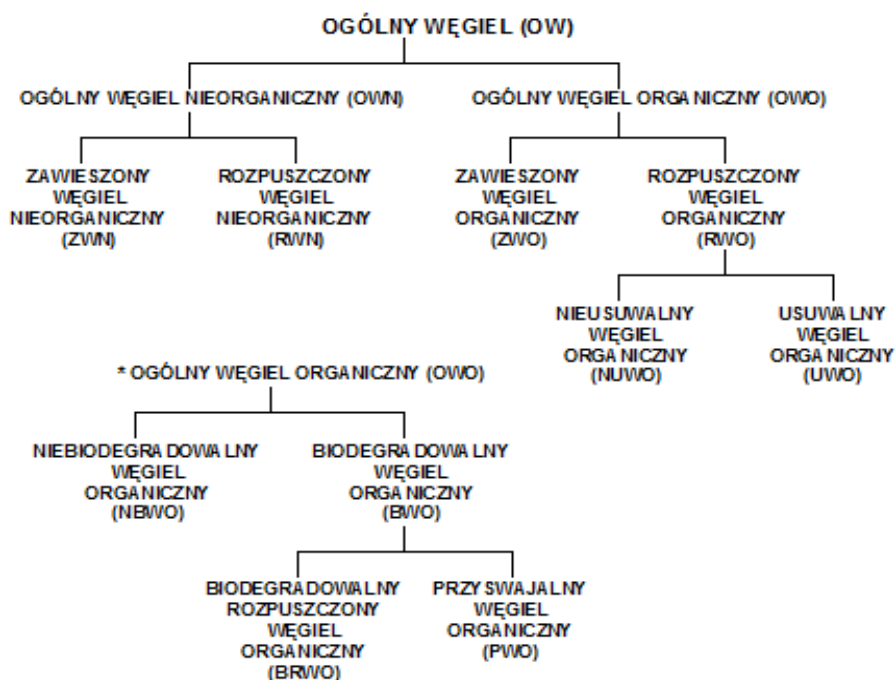 OGÓLNY WĘGIEL (OW)
OGÓLNY WĘGIEL NIEORGANICZNY (OWN)
OGÓLNY WĘGIEL ORGANICZNY (OWO)
ZAWIESZONY
WĘGIEL
NIEORGANICZNY
(ZWN)
ROZPUSZCZONY
WĘGIEL
NIEORGANICZNY
(RWN)
ZAWIESZONY
WĘGIEL
ORGANICZNY
(ZWO)
ROZPUSZCZONY
WĘGIEL
ORGANICZNY
(RWO)
NIEUSUWALNY
WĘGIEL
ORGANICZNY
(NUWO)
USUWALNY
WĘGIEL
ORGANICZNY
(UWO)
* OGÓLNY WĘGIEL ORGANICZNY (OWO)
NIEBIODEGRADOWALNY
WĘGIEL
ORGANICZNY
(NBWO)
BIODEGRADOWALNY
WĘGIEL
ORGANICZNY
(BWO)
BIODEGRADOWALNY
ROZPUSZCZONY
WĘGIEL
ORGANICZNY
(BRWO)
PRZYSWAJALNY
WĘGIEL
ORGANICZNY
(PWO)